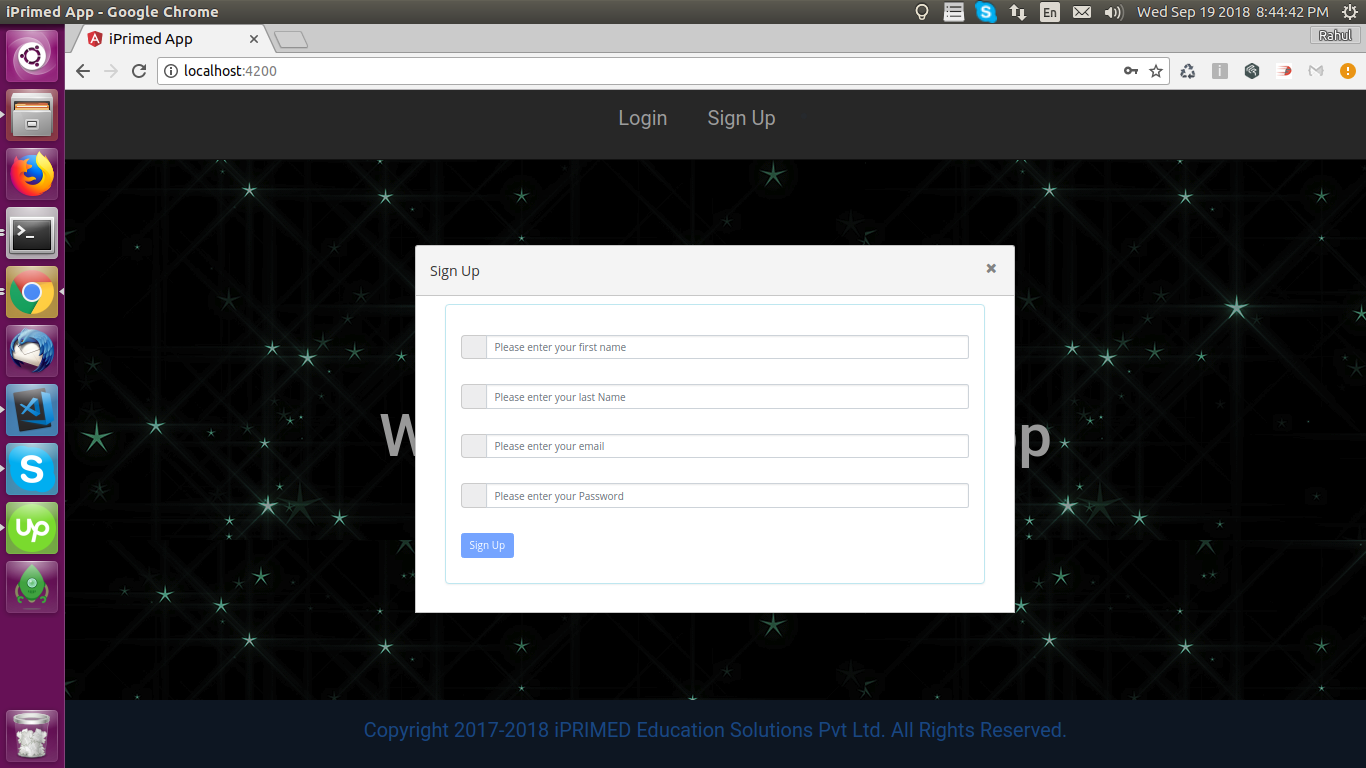 iPrimed App - Google Chrome
En
Wed Sep 19 2018 8:44:42 PM
iPrimed App
Rahul
localhost:4200
Login Sign Up
Sign Up
Please enter your first name
Please enter your last Name
W
pp
Please enter your email
Please enter your Password
Sign Up
Up
Copyright 2017-2018 iPRIMED Education Solutions Pvt Ltd. All Rights Reserved.